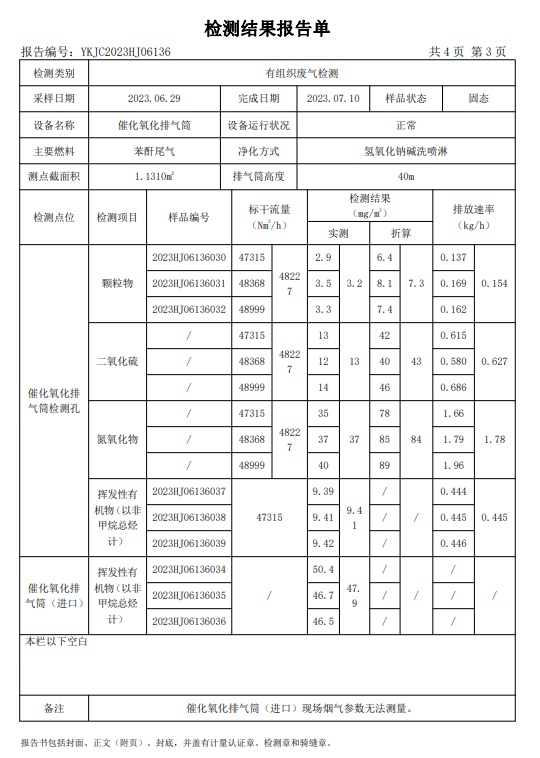 检测结果报告单
报告编号：YKJC2023HJ06136 共 4 页 第 3 页
检测类别 有组织废气检测
采样日期 2023.06.29 完成日期 2023.07.10 样品状态 固态
设备名称 催化氧化排气筒 设备运行状况 正常
主要燃料 苯酐尾气 净化方式 氢氧化钠碱洗喷淋
测点截面积 1.1310㎡ 排气筒高度 40m
检测点位 检测项目 样品编号 标干流量（Nm³/h） 检测结果（mg/m³） 排放速率（kg/h）
实测 折算
催化氧化排气筒检测孔
颗粒物
2023HJ06136030 47315 2.9 6.4 0.137
2023HJ06136031 48368 48227 3.5 3.2 8.1 7.3 0.169 0.154
2023HJ06136032 48999 3.3 7.4 0.162
二氧化硫
/ 47315 13 42 0.615
/ 48368 48227 12 13 40 43 0.580 0.627
/ 48999 14 46 0.686
氮氧化物
/ 47315 35 78 1.66
/ 48368 48227 37 37 85 84 1.79 1.78
/ 48999 40 89 1.96
挥发性有机物（以非甲烷总烃计）
2023HJ06136037 9.39 / 0.444
2023HJ06136038 47315 9.41 9.41 / / 0.445 0.445
2023HJ06136039 9.42 / 0.446
催化氧化排气筒（进口）
挥发性有机物（以非甲烷总烃计）
2023HJ06136034 50.4 / /
2023HJ06136035 / 46.7 47.9 / / / /
2023HJ06136036 46.5 / /
本栏以下空白
备注 催化氧化排气筒（进口）现场烟气参数无法测量。
报告书包括封面、正文（附页）、封底，并盖有计量认证章、检测章和骑缝章。